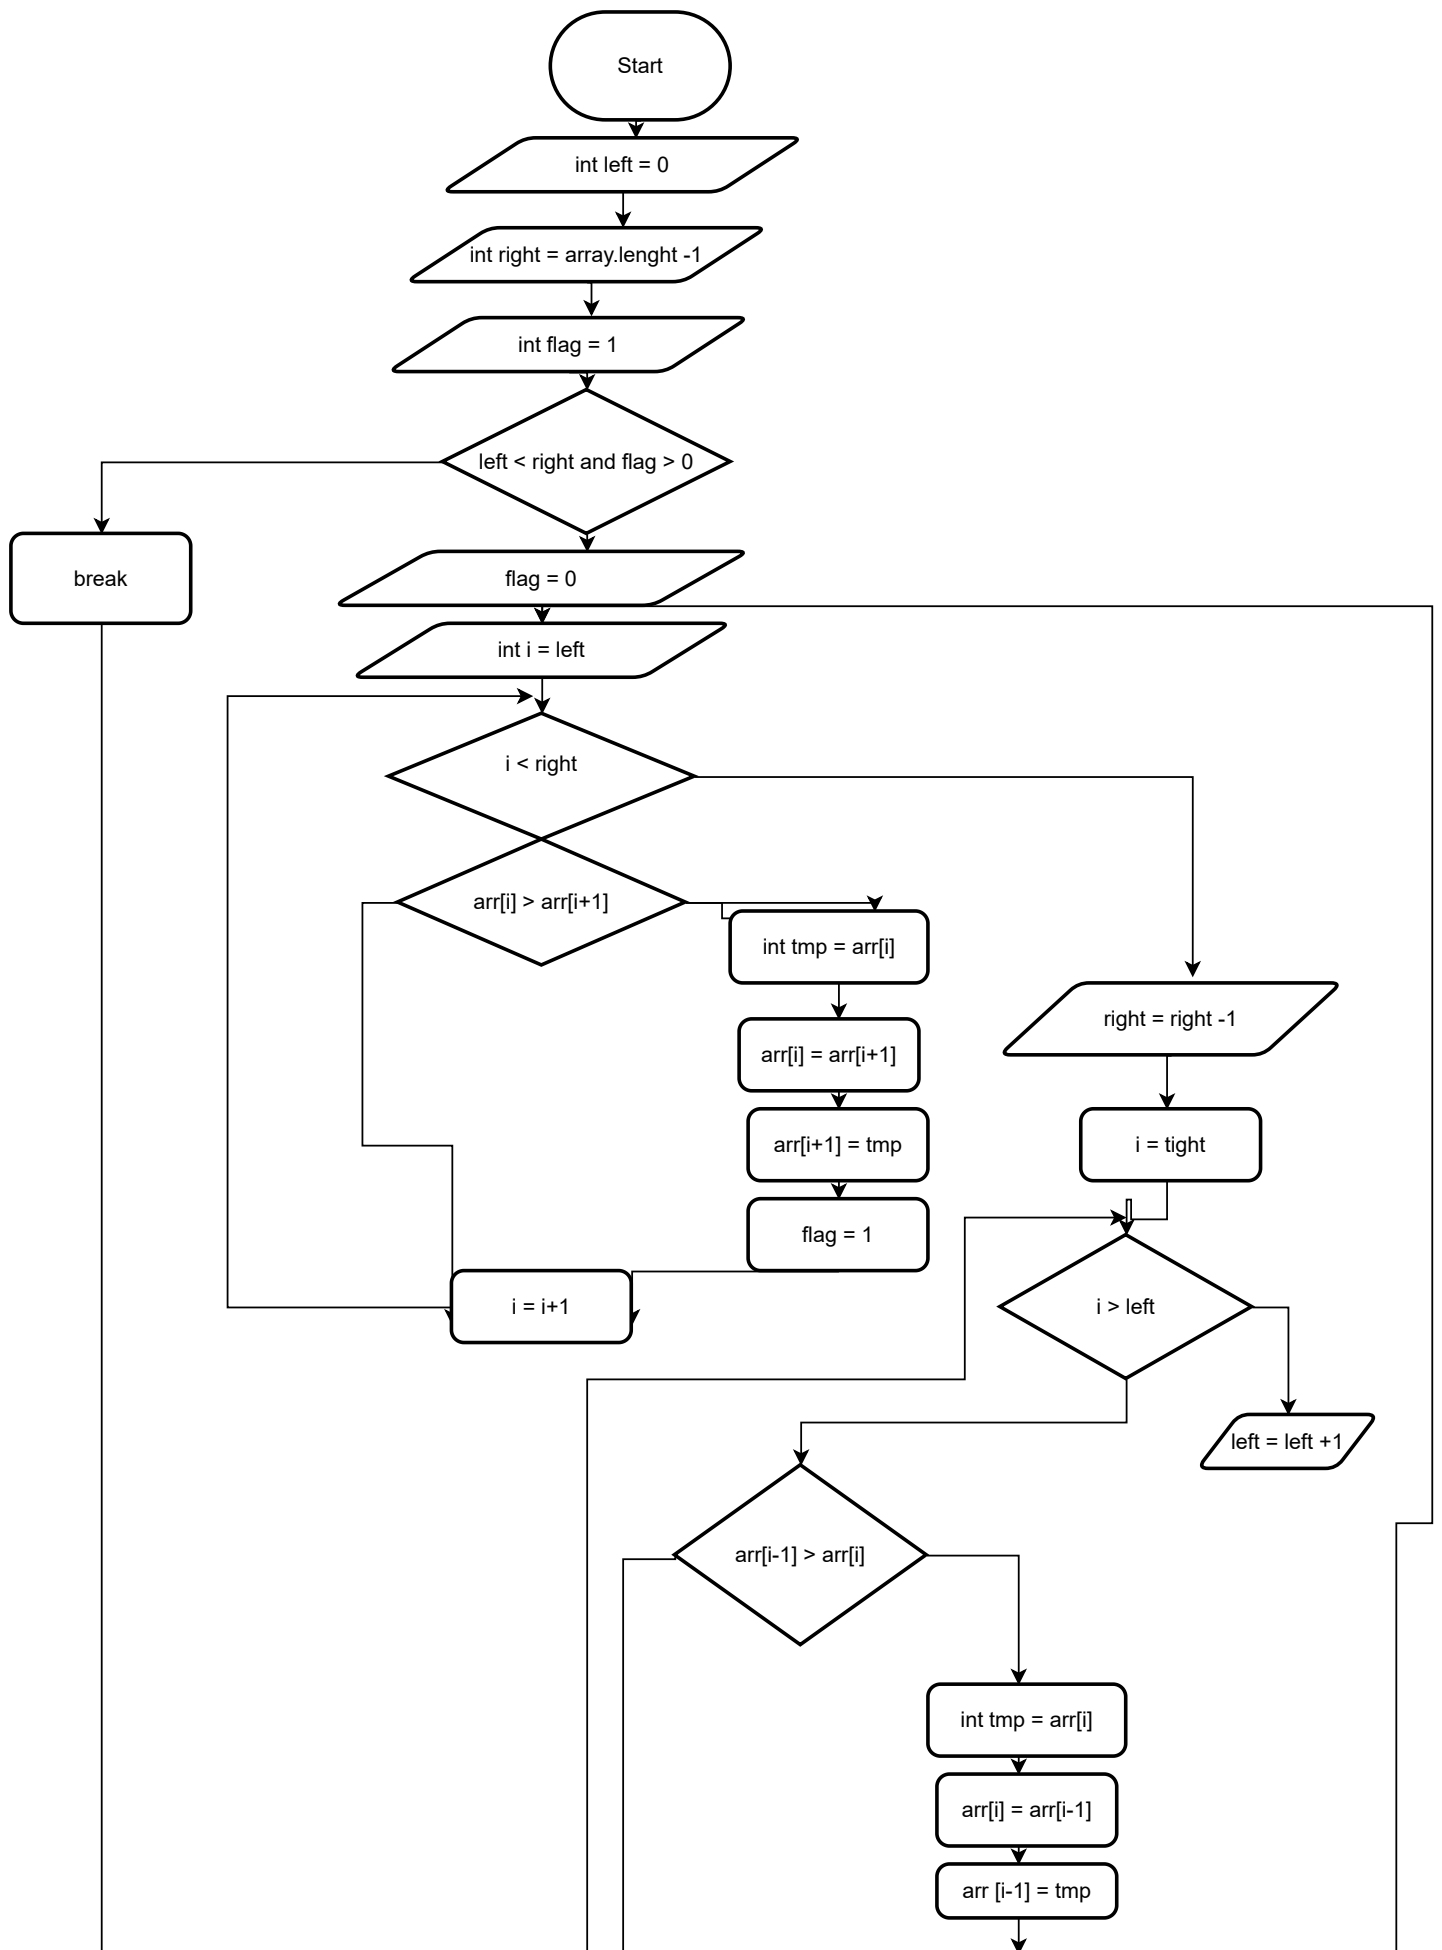 Start
int left = 0
int right = array.lenght -1
int flag = 1
left < right and flag > 0
break
flag = 0
int i = left
i < right
arr[i] > arr[i+1]
int tmp = arr[i]
arr[i] = arr[i+1]
arr[i+1] = tmp
flag = 1
i = i+1
right = right -1
i = tight
i > left
left = left +1
arr[i-1] > arr[i]
int tmp = arr[i]
arr[i] = arr[i-1]
arr [i-1] = tmp